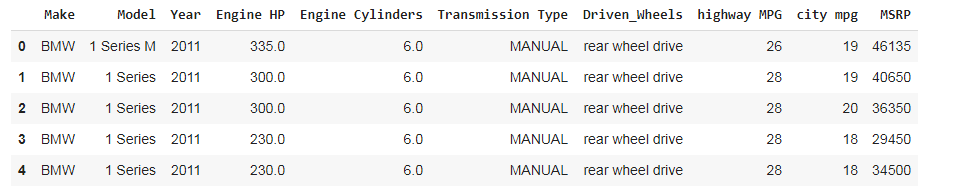 Make Model Year Engine HP Engine Cylinders Transmission Type Driven_Wheels highway MPG city mpg MSRP
0 BMW 1 Series M 2011 335.0 6.0 MANUAL rear wheel drive 26 19 46135
1 BMW 1 Series 2011 300.0 6.0 MANUAL rear wheel drive 28 19 40650
2 BMW 1 Series 2011 300.0 6.0 MANUAL rear wheel drive 28 20 36350
3 BMW 1 Series 2011 230.0 6.0 MANUAL rear wheel drive 28 18 29450
4 BMW 1 Series 2011 230.0 6.0 MANUAL rear wheel drive 28 18 34500